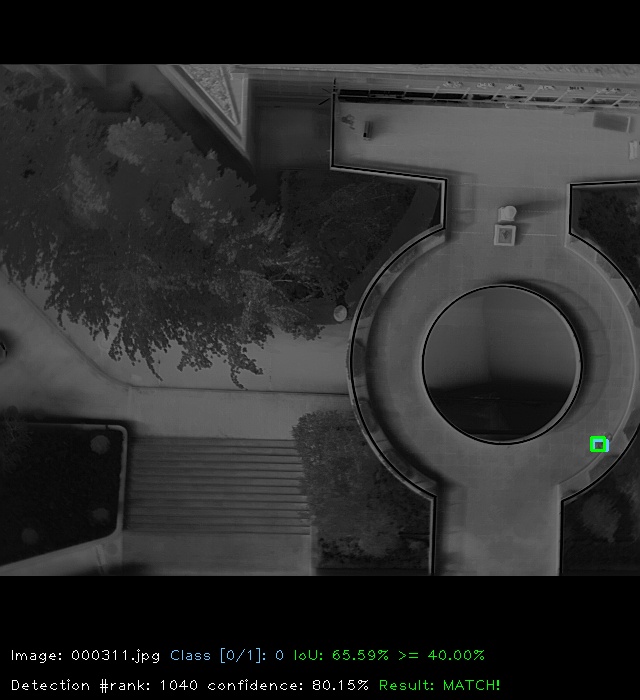 Image: 000311.jpg Class [0/1]: 0 IoU: 65.59% >= 40.00%
Detection #rank: 1040 confidence: 80.15% Result: MATCH!